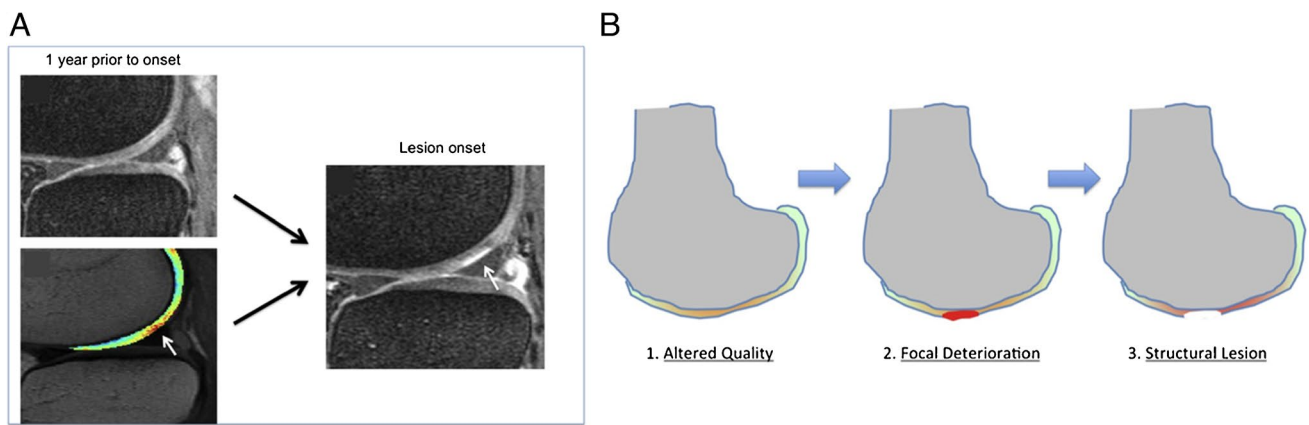 A
B
1 year prior to onset
Lesion onset
1. Altered Quality
2. Focal Deterioration
3. Structural Lesion